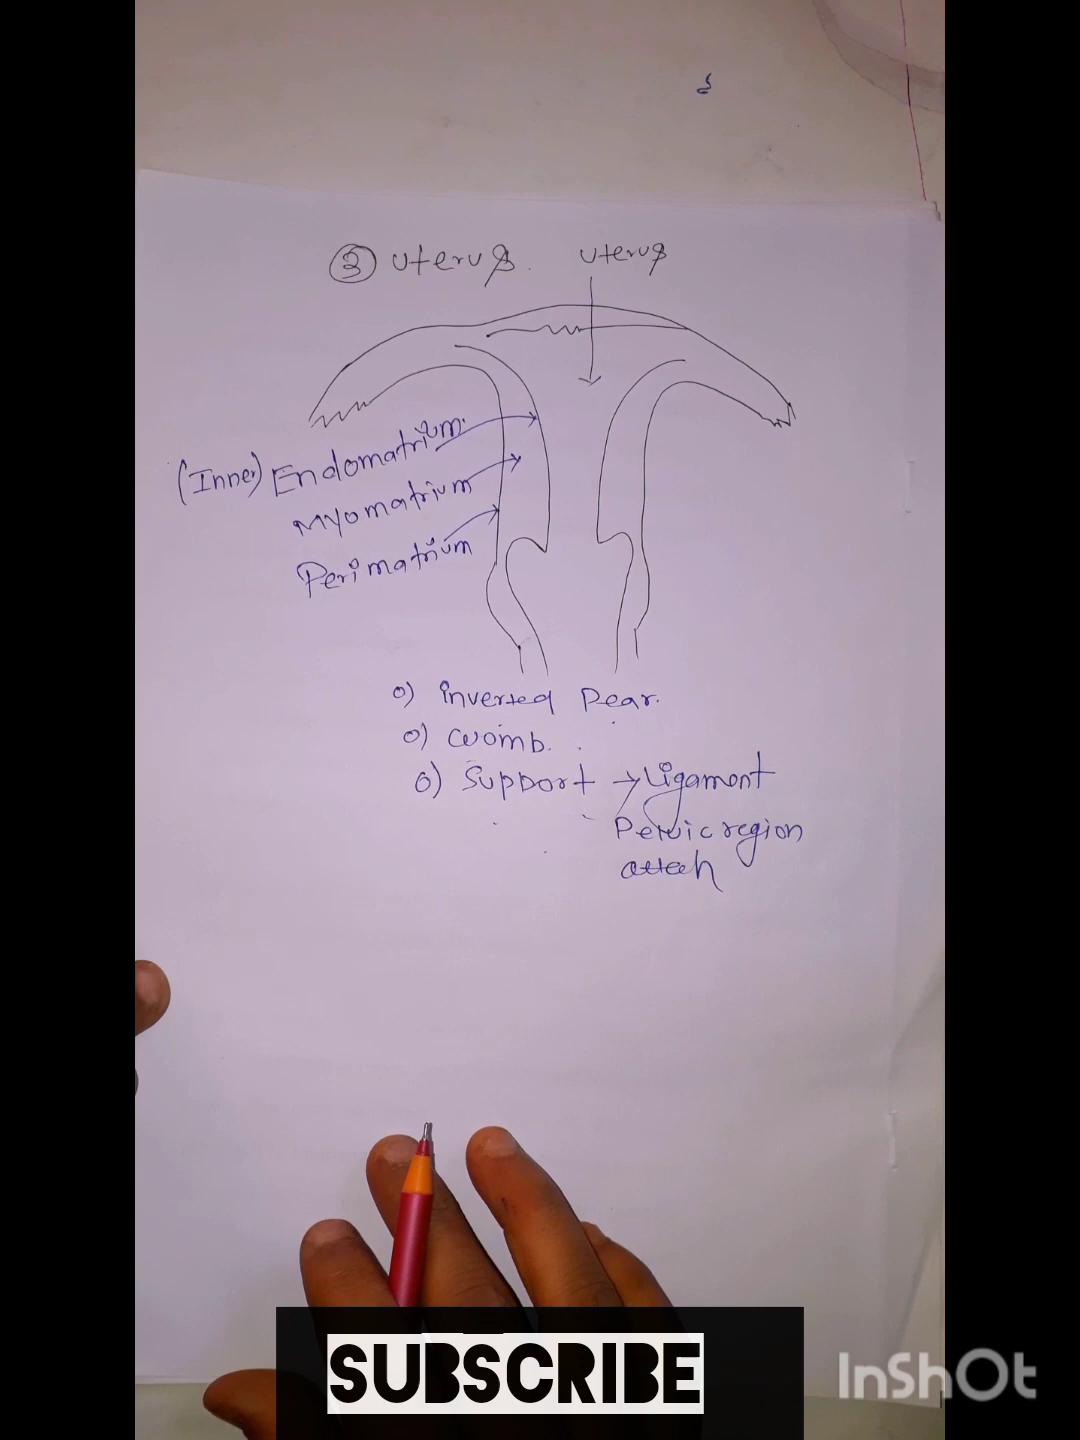 ③ uterus. uterus
(Inner) Endomatrium.
Myomatrium
Perimatrium
o) inverted pear.
o) womb.
o) Support → Ligament
Pelvic region
attach
SUBSCRIBE
InShOt